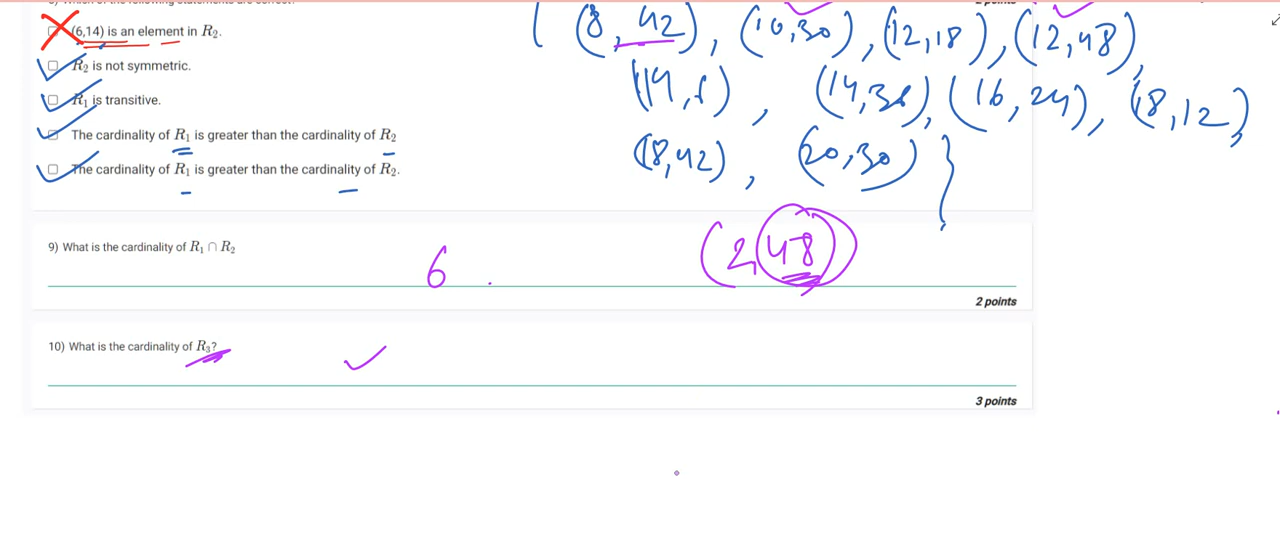 (6,14) is an element in R₂.
R₂ is not symmetric.
R₁ is transitive.
The cardinality of R₁ is greater than the cardinality of R₂
The cardinality of R₁ is greater than the cardinality of R₂.
(8, 42), (10,30), (12,18), (12,48),
(14, 6), (14,36), (16, 24), (18,12),
(18,42), (20,30) }
9) What is the cardinality of R₁ ∩ R₂
6 .
(2,48)
2 points
10) What is the cardinality of R₃?
3 points